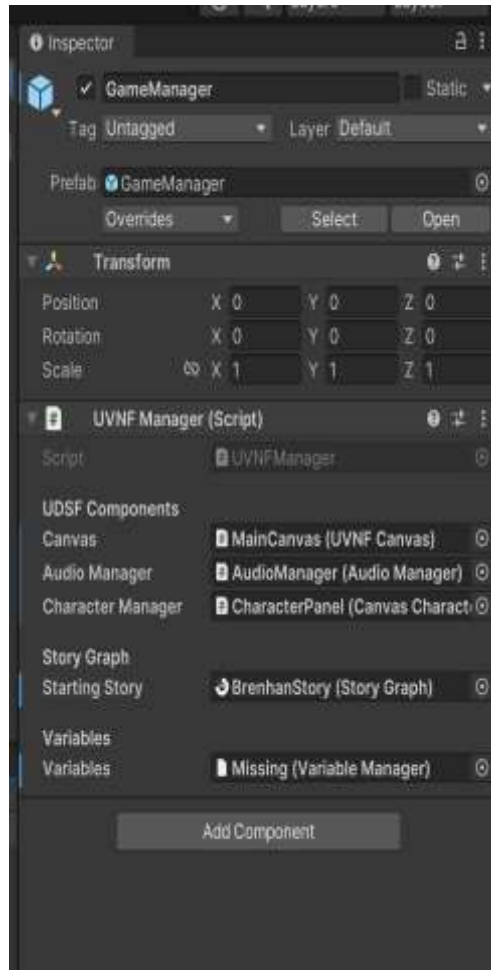 Inspector
GameManager Static
Tag Untagged Layer Default
Prefab GameManager
Overrides Select Open
Transform
Position X 0 Y 0 Z 0
Rotation X 0 Y 0 Z 0
Scale X 1 Y 1 Z 1
UVNF Manager (Script)
Script UVNFManager
UDSF Components
Canvas MainCanvas (UVNF Canvas)
Audio Manager AudioManager (Audio Manager)
Character Manager CharacterPanel (Canvas Charact
Story Graph
Starting Story BrenhanStory (Story Graph)
Variables
Variables Missing (Variable Manager)
Add Component